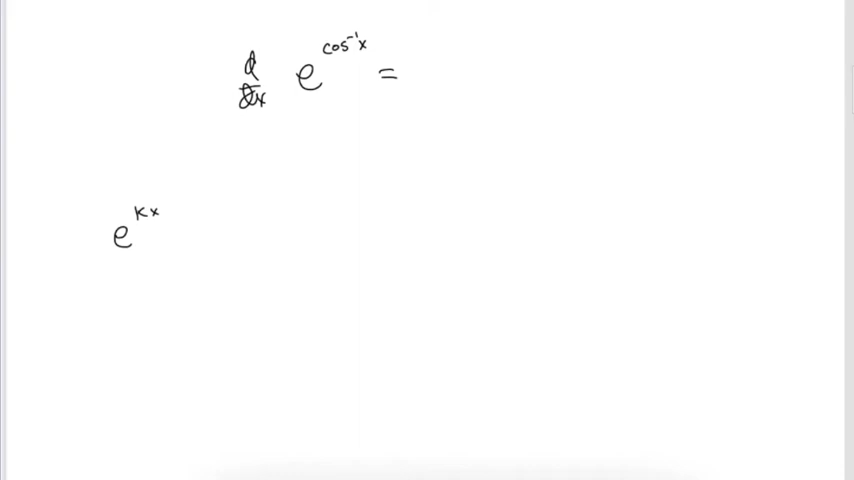 d/dx e^(cos⁻¹x) =
e^(kx)